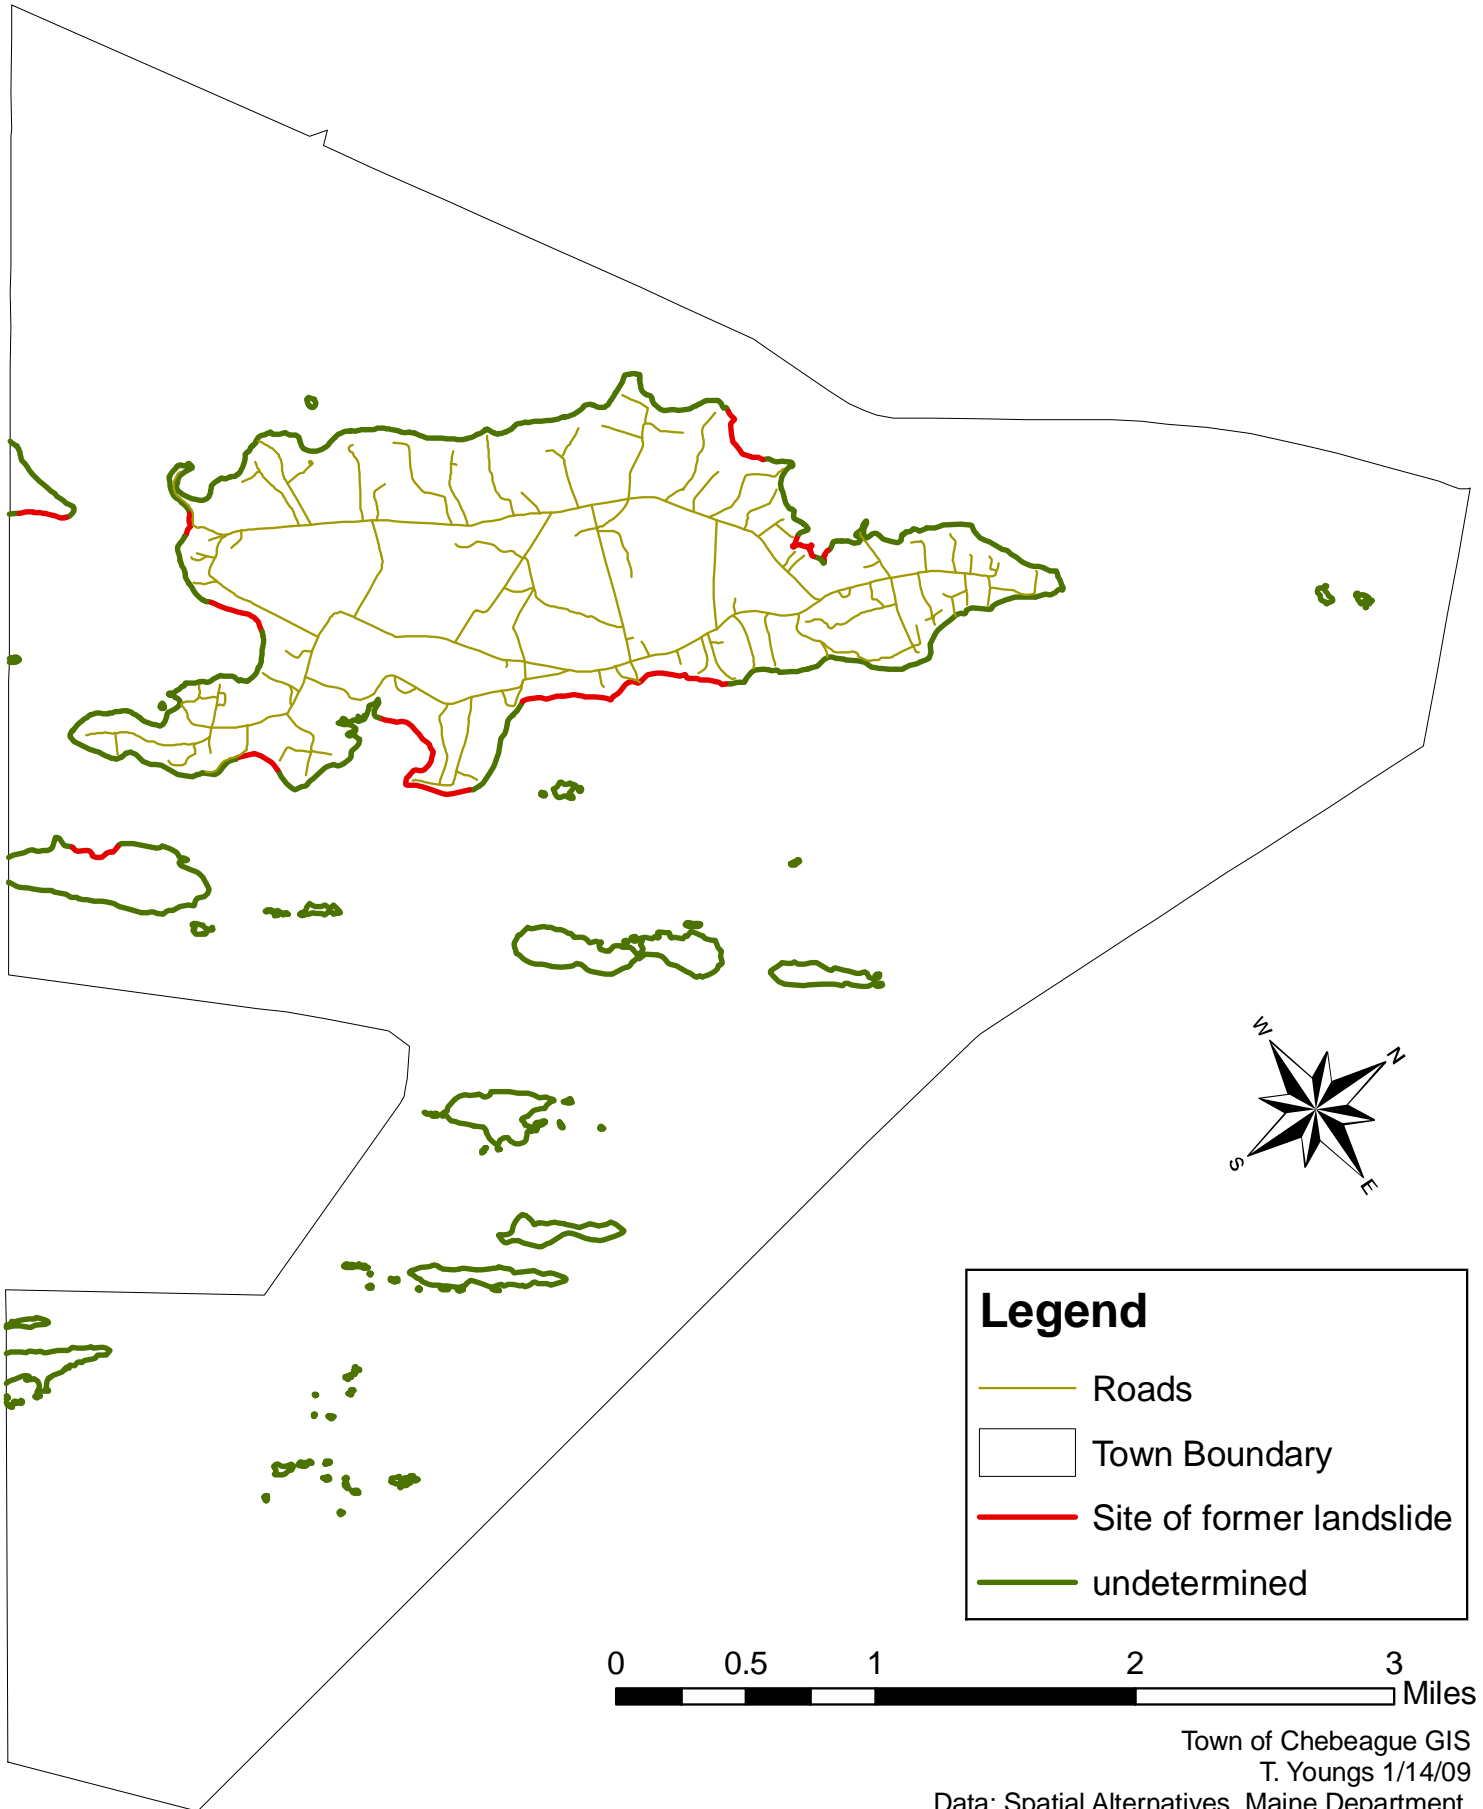 W
N
S
E
Legend
Roads
Town Boundary
Site of former landslide
undetermined
0 0.5 1 2 3
Miles
Town of Chebeague GIS
T. Youngs 1/14/09
Data: Spatial Alternatives, Maine Department